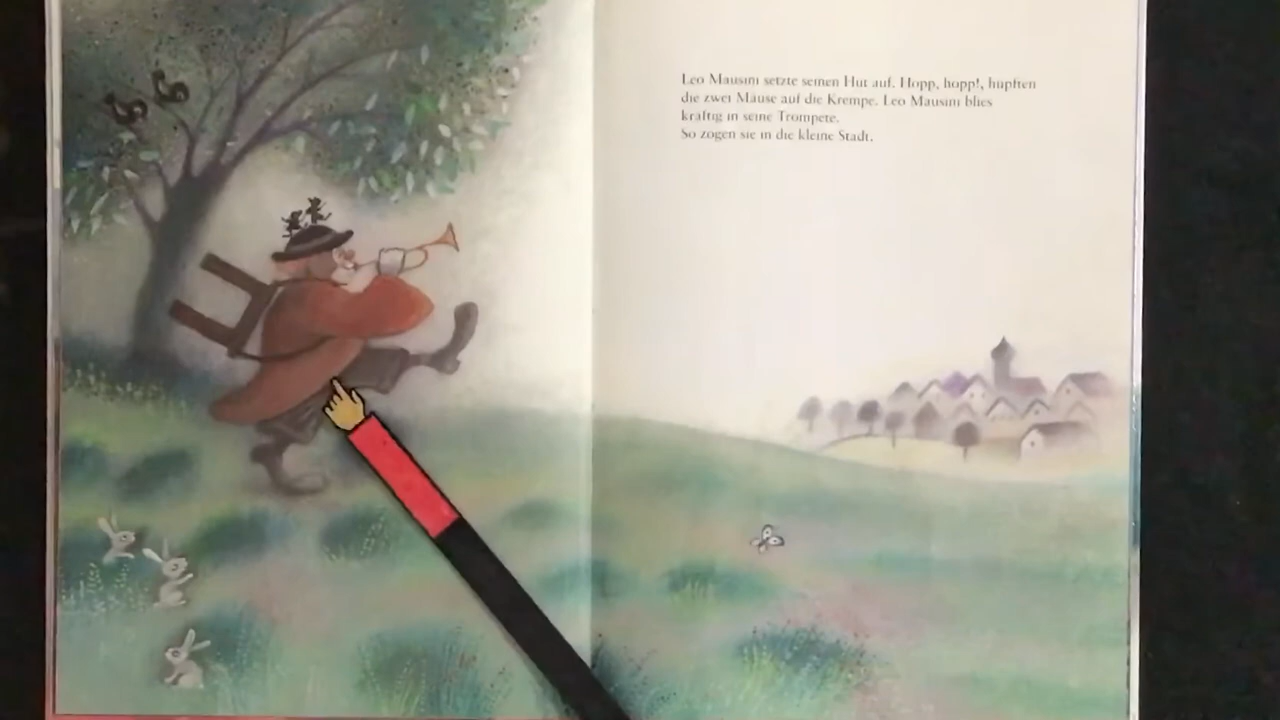 Leo Mausini setzte seinen Hut auf. Hopp, hopp!, hüpften
die zwei Mäuse auf die Krempe. Leo Mausini blies
kräftig in seine Trompete.
So zogen sie in die kleine Stadt.